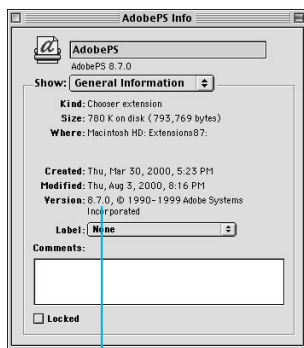 AdobePS Info
AdobePS
AdobePS 8.7.0
Show: General Information
Kind: Chooser extension
Size: 780 K on disk (793,769 bytes)
Where: Macintosh HD: Extensions87:
Created: Thu, Mar 30, 2000, 5:23 PM
Modified: Thu, Aug 3, 2000, 8:16 PM
Version: 8.7.0, © 1990-1999 Adobe Systems
Incorporated
Label: None
Comments:
Locked